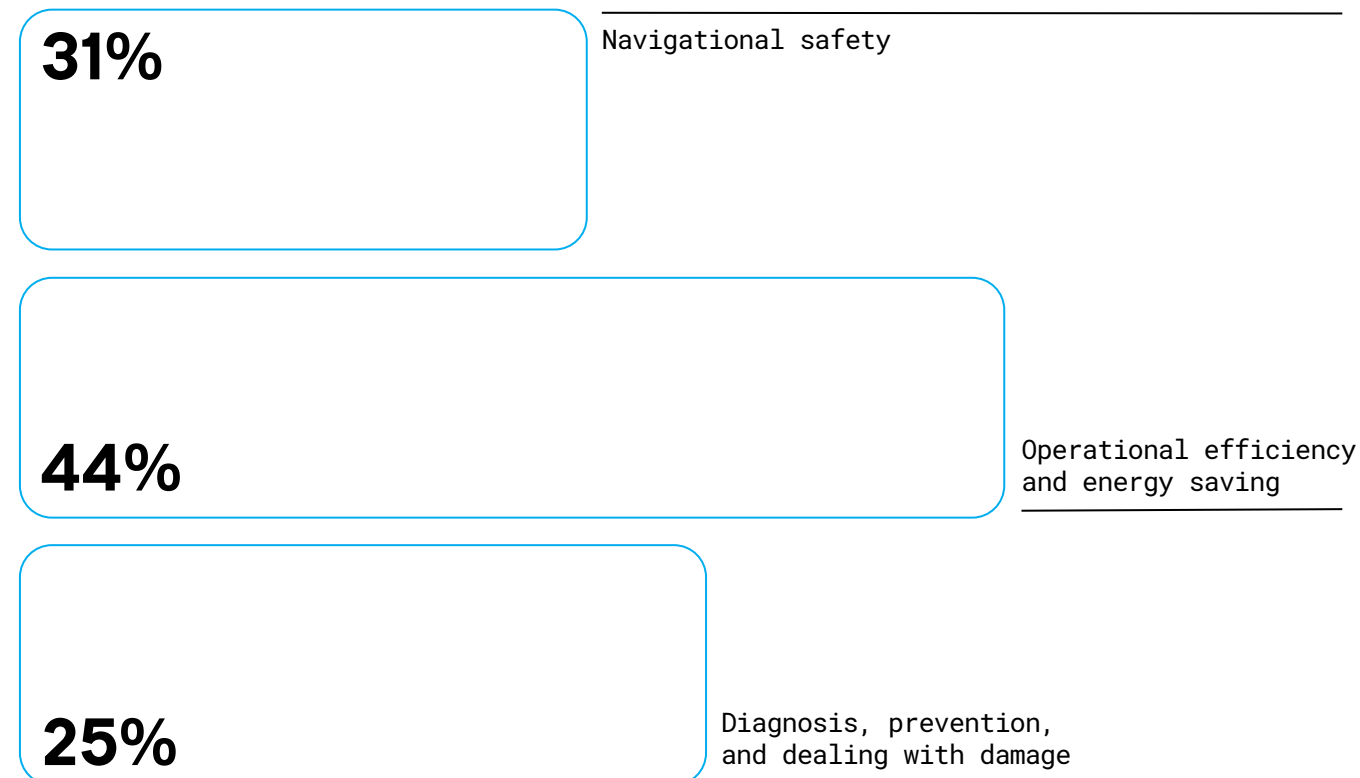 31%
Navigational safety
44%
Operational efficiency
and energy saving
25%
Diagnosis, prevention,
and dealing with damage